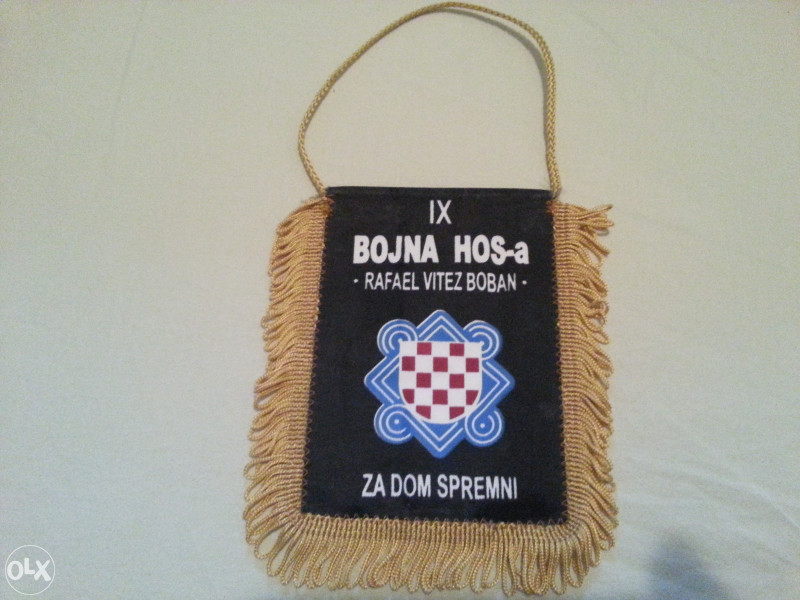 IX
BOJNA HOS-a
- RAFAEL VITEZ BOBAN -
ZA DOM SPREMNI
OLX